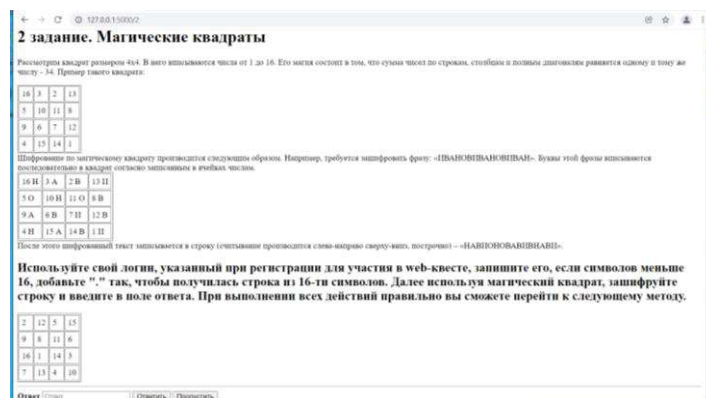 127.0.0.1:5000/2
2 задание. Магические квадраты
Рассмотрим квадрат размером 4x4. В него вписываются числа от 1 до 16. Его магия состоит в том, что сумма чисел по строкам, столбцам и полным диагоналям равняется одному и тому же
числу - 34. Пример такого квадрата:
16 3 2 13
5 10 11 8
9 6 7 12
4 15 14 1
Шифрование по магическому квадрату производится следующим образом. Например, требуется зашифровать фразу: «ПВАНОВПВАНОВПВАН». Буквы этой фразы вписываются
последовательно в квадрат согласно записанным в ячейках числом.
16 Н 3 А 2 В 13 П
5 О 10 Н 11 О 8 В
9 А 6 В 7 П 12 В
4 Н 15 А 14 В 1 П
После этого шифрованный текст записывается в строку (считывание производится слева-направо сверху-вниз, построчно) – «НАВПОНОВАВПВНАВП».
Используйте свой логин, указанный при регистрации для участия в web-квесте, запишите его, если символов меньше
16, добавьте "." так, чтобы получилась строка из 16-ти символов. Далее используя магический квадрат, зашифруйте
строку и введите в поле ответа. При выполнении всех действий правильно вы сможете перейти к следующему методу.
2 12 5 15
9 8 11 6
16 1 14 3
7 13 4 10
Ответ Ответ Ответить Пропустить